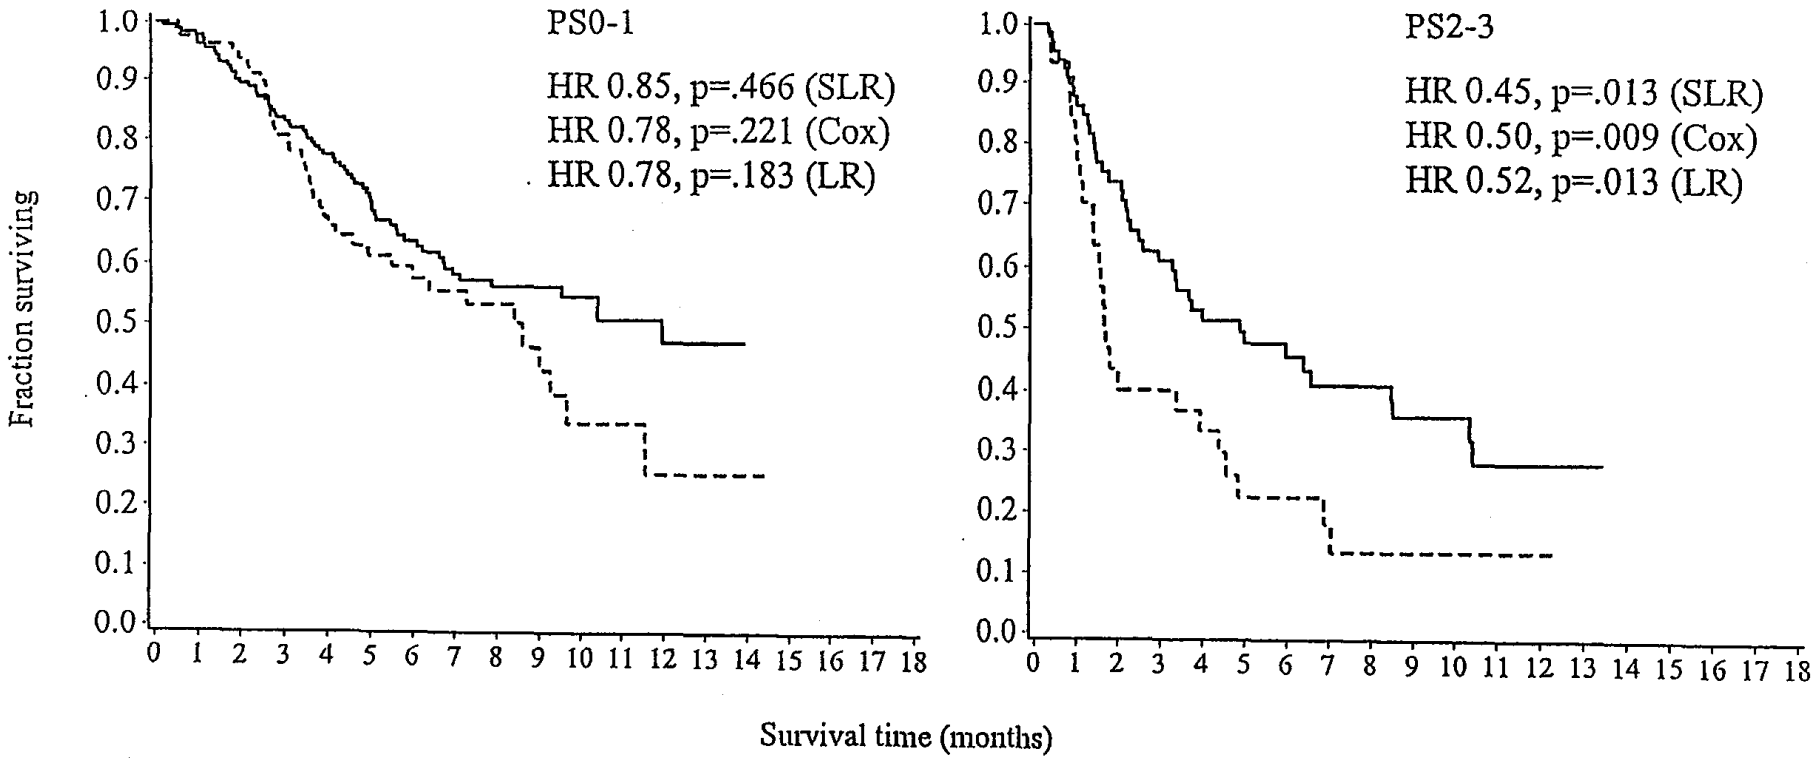 PS0-1
HR 0.85, p=.466 (SLR)
HR 0.78, p=.221 (Cox)
HR 0.78, p=.183 (LR)
Fraction surviving
1.0
0.9
0.8
0.7
0.6
0.5
0.4
0.3
0.2
0.1
0.0
0 1 2 3 4 5 6 7 8 9 10 11 12 13 14 15 16 17 18
PS2-3
HR 0.45, p=.013 (SLR)
HR 0.50, p=.009 (Cox)
HR 0.52, p=.013 (LR)
1.0
0.9
0.8
0.7
0.6
0.5
0.4
0.3
0.2
0.1
0.0
0 1 2 3 4 5 6 7 8 9 10 11 12 13 14 15 16 17 18
Survival time (months)